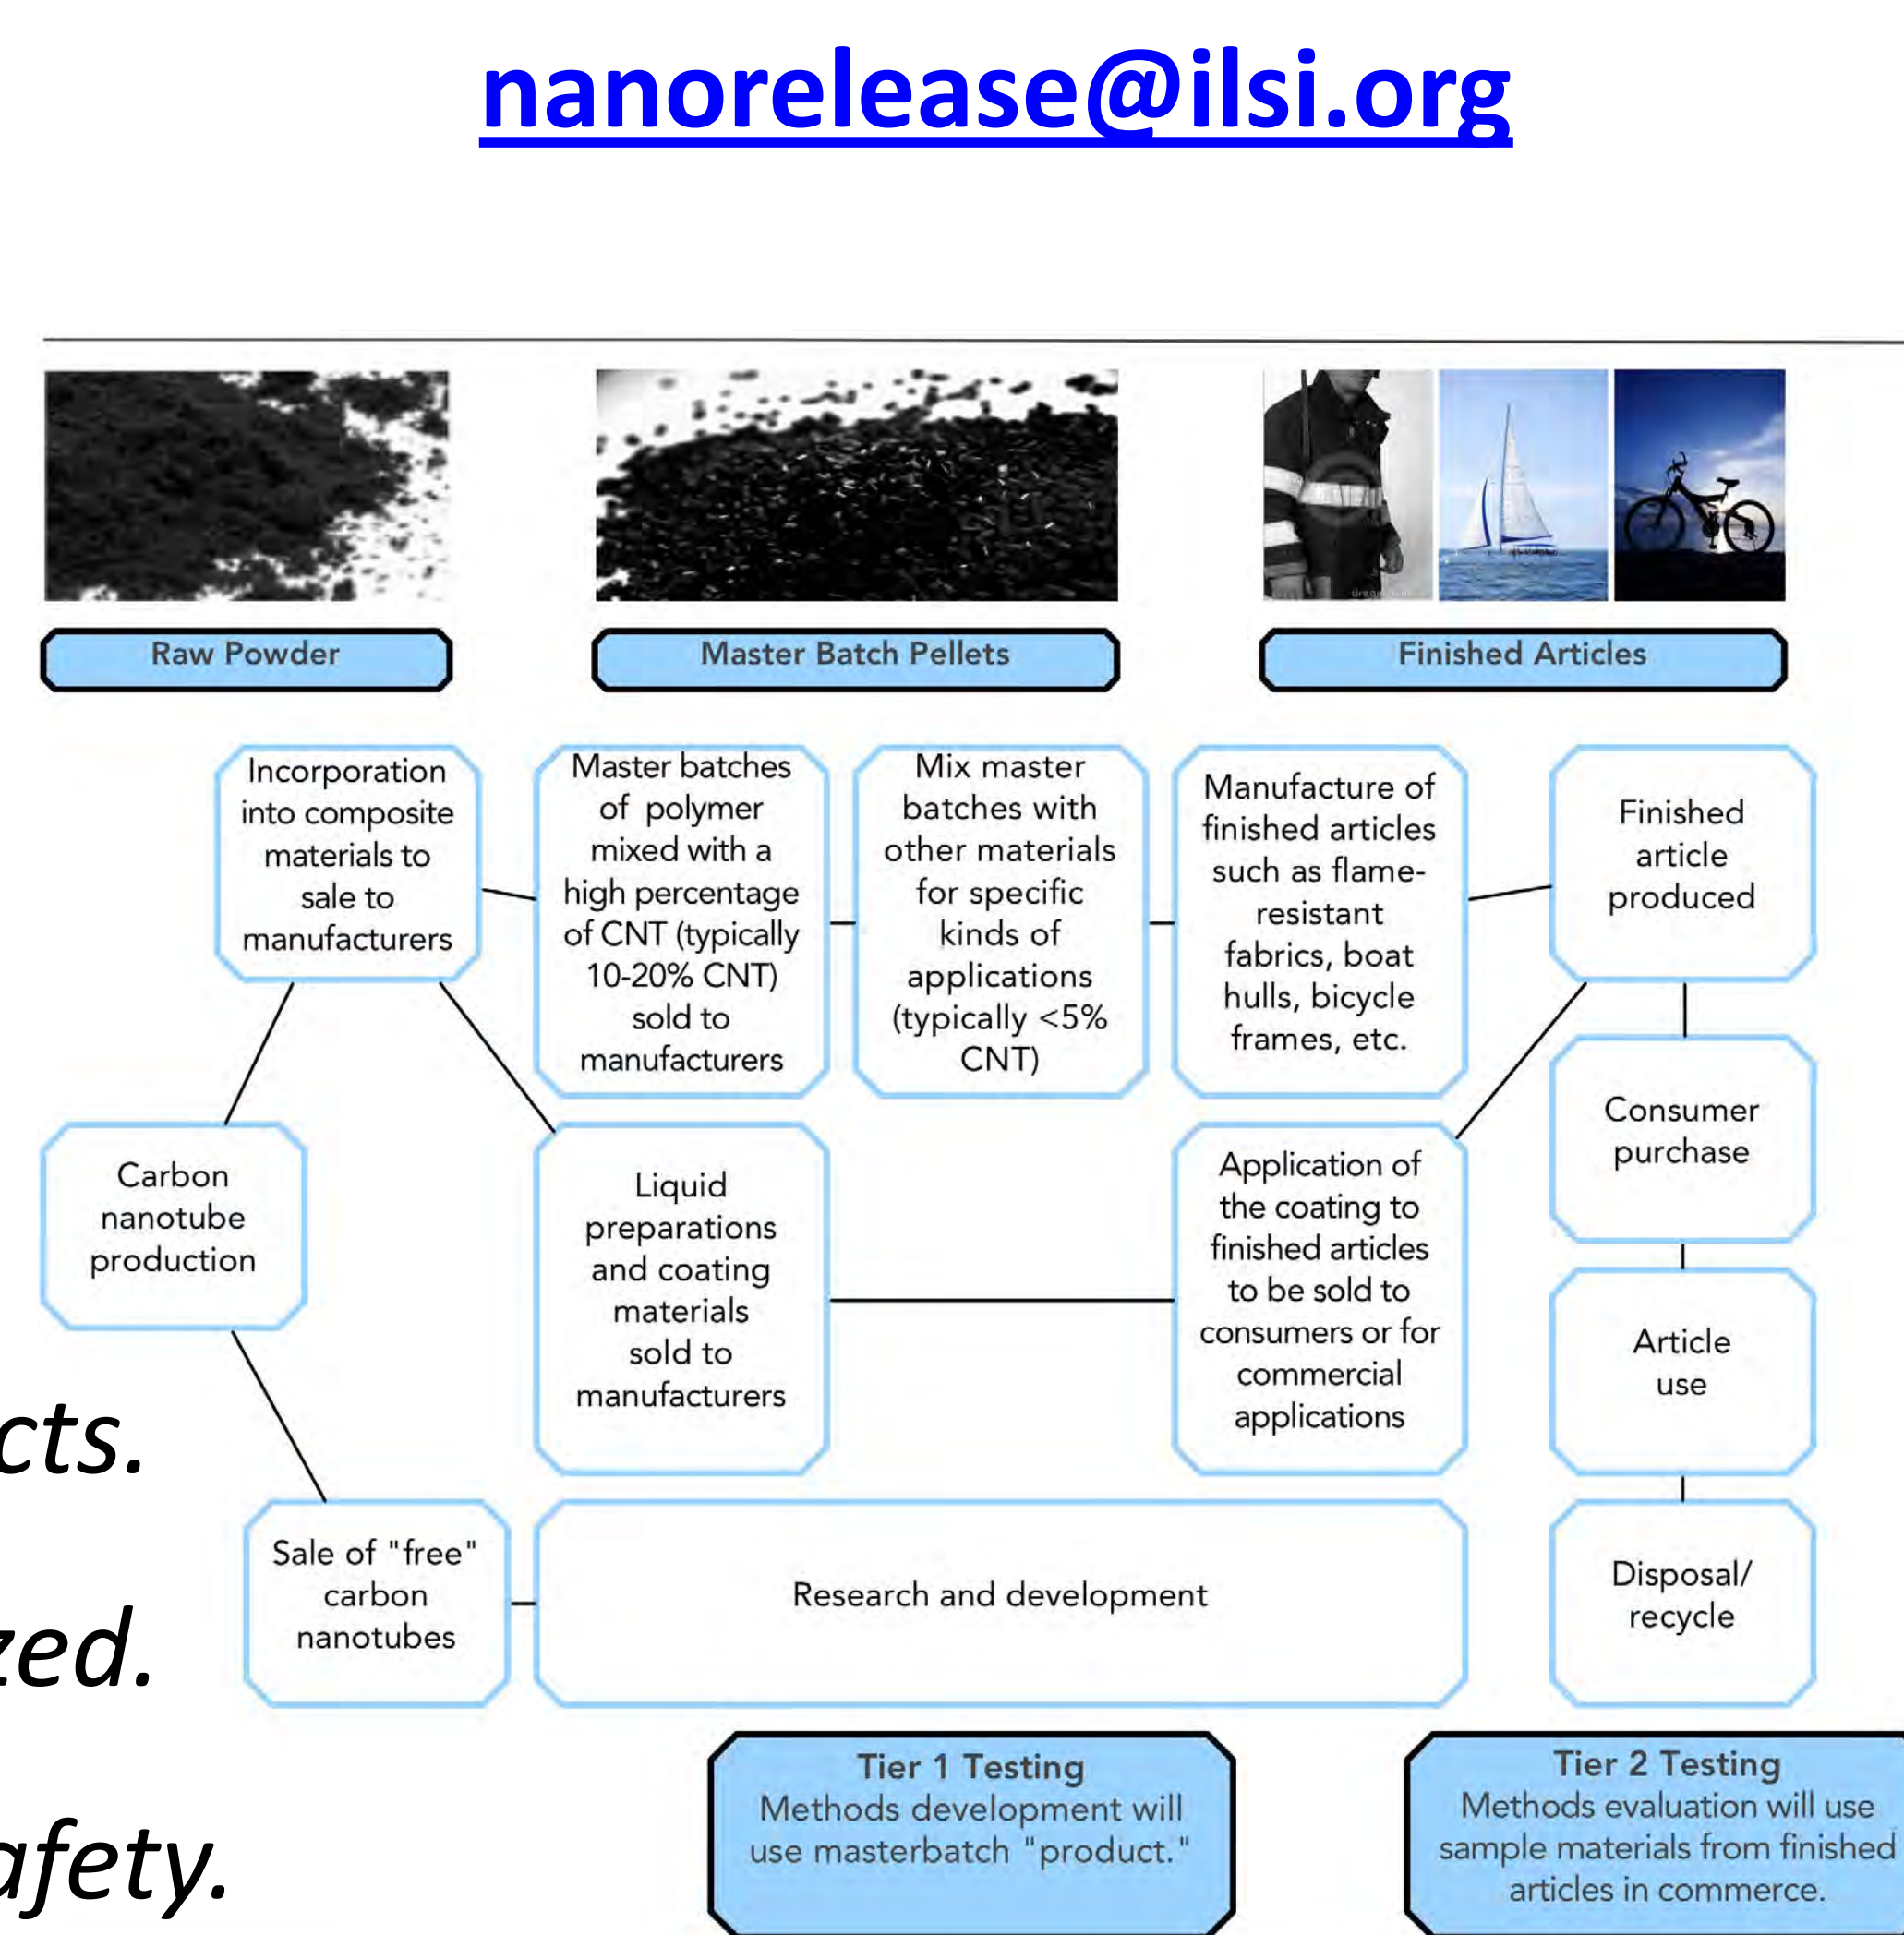 nanorelease@ilsi.org
Raw Powder
Master Batch Pellets
Finished Articles
Incorporation
into composite
materials to
sale to
manufacturers
Master batches
of polymer
mixed with a
high percentage
of CNT (typically
10-20% CNT)
sold to
manufacturers
Mix master
batches with
other materials
for specific
kinds of
applications
(typically <5%
CNT)
Manufacture of
finished articles
such as flame-
resistant
fabrics, boat
hulls, bicycle
frames, etc.
Finished
article
produced
Carbon
nanotube
production
Liquid
preparations
and coating
materials
sold to
manufacturers
Application of
the coating to
finished articles
to be sold to
consumers or for
commercial
applications
Consumer
purchase
Article
use
Sale of "free"
carbon
nanotubes
Research and development
Disposal/
recycle
cts.
zed.
afety.
Tier 1 Testing
Methods development will
use masterbatch "product."
Tier 2 Testing
Methods evaluation will use
sample materials from finished
articles in commerce.